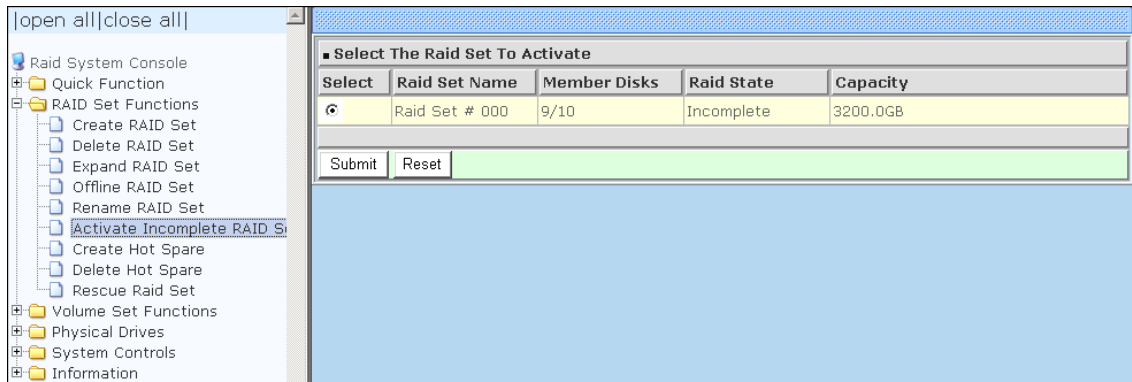 |open all|close all|
Raid System Console
Quick Function
RAID Set Functions
Create RAID Set
Delete RAID Set
Expand RAID Set
Offline RAID Set
Rename RAID Set
Activate Incomplete RAID S
Create Hot Spare
Delete Hot Spare
Rescue Raid Set
Volume Set Functions
Physical Drives
System Controls
Information
Select The Raid Set To Activate
Select Raid Set Name Member Disks Raid State Capacity
Raid Set # 000 9/10 Incomplete 3200.0GB
Submit Reset